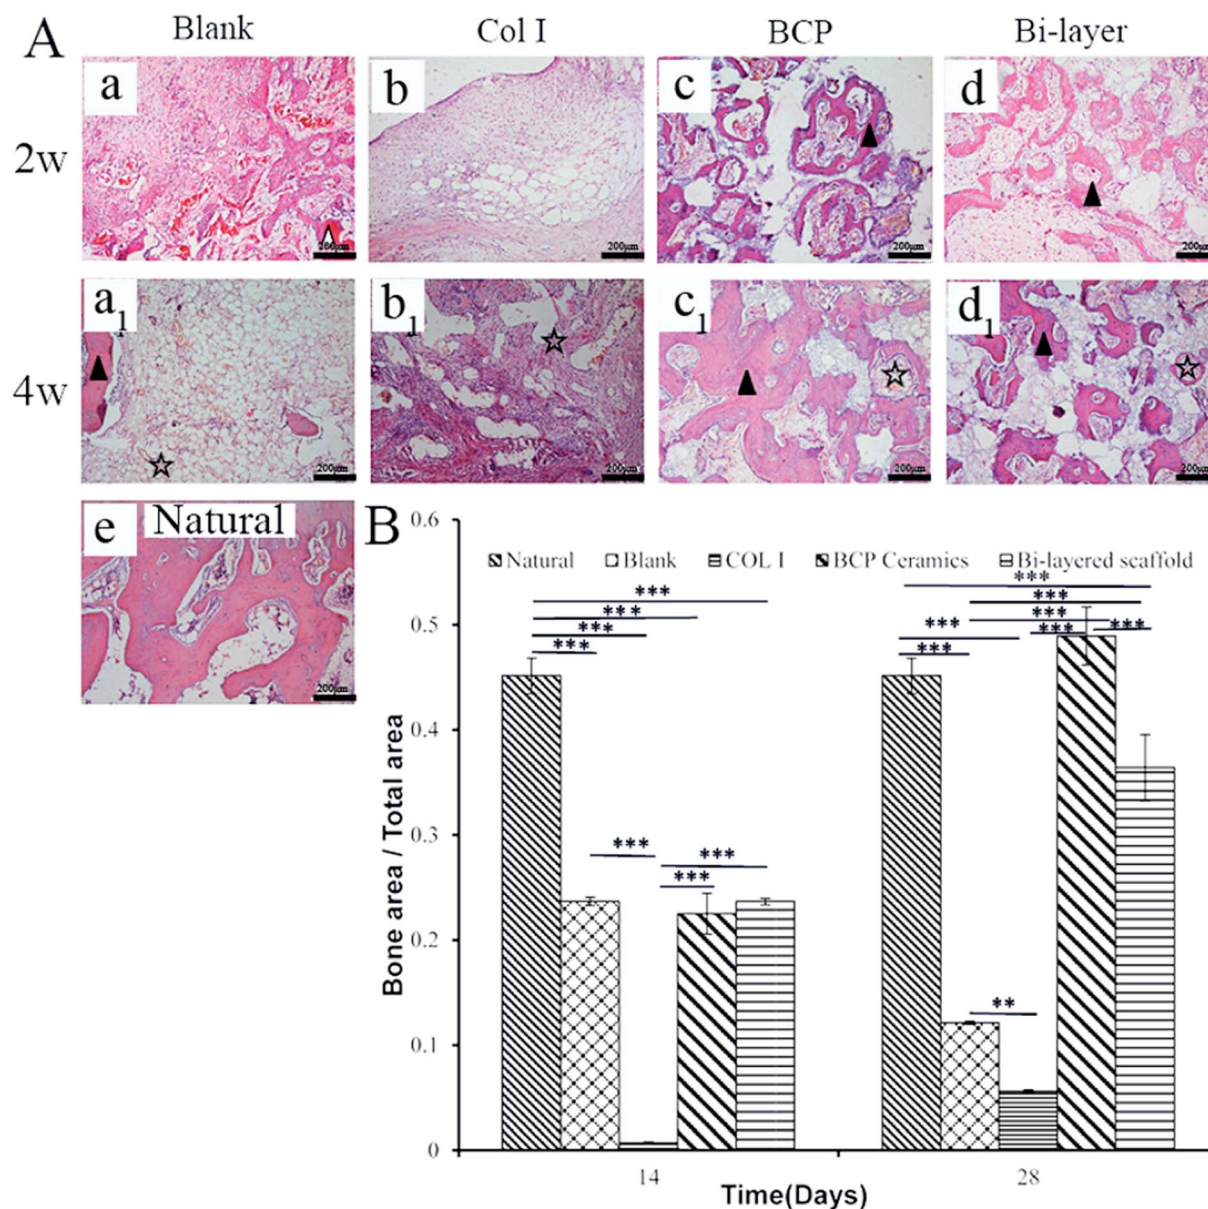 A Blank Col I BCP Bi-layer
2w
a b c d
200μm 200μm 200μm 200μm
4w
a1 b1 c1 d1
200μm 200μm 200μm 200μm
e Natural
200μm
B
0.6
0.5
0.4
0.3
0.2
0.1
0
Bone area / Total area
Natural Blank COL I BCP Ceramics Bi-layered scaffold
*** *** *** ***
*** *** ***
*** *** *** *** *** *** ***
**
14 28
Time(Days)